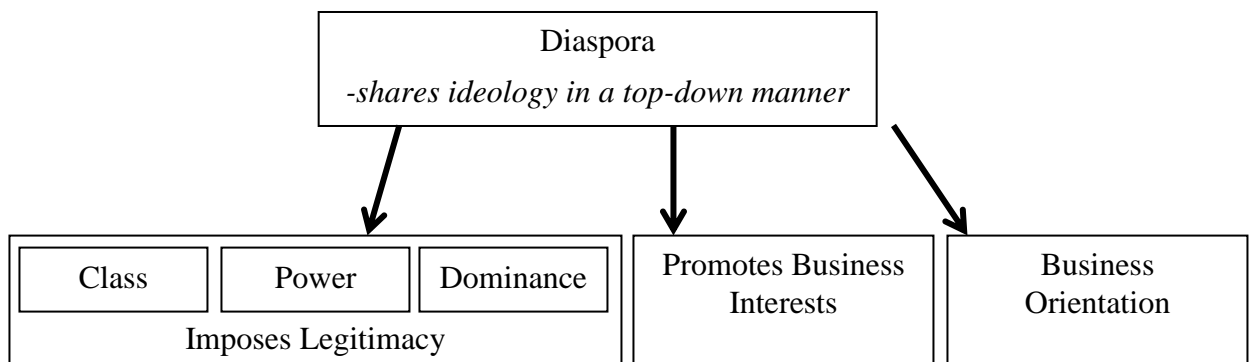 Diaspora
-shares ideology in a top-down manner
Class
Power
Dominance
Imposes Legitimacy
Promotes Business
Interests
Business
Orientation